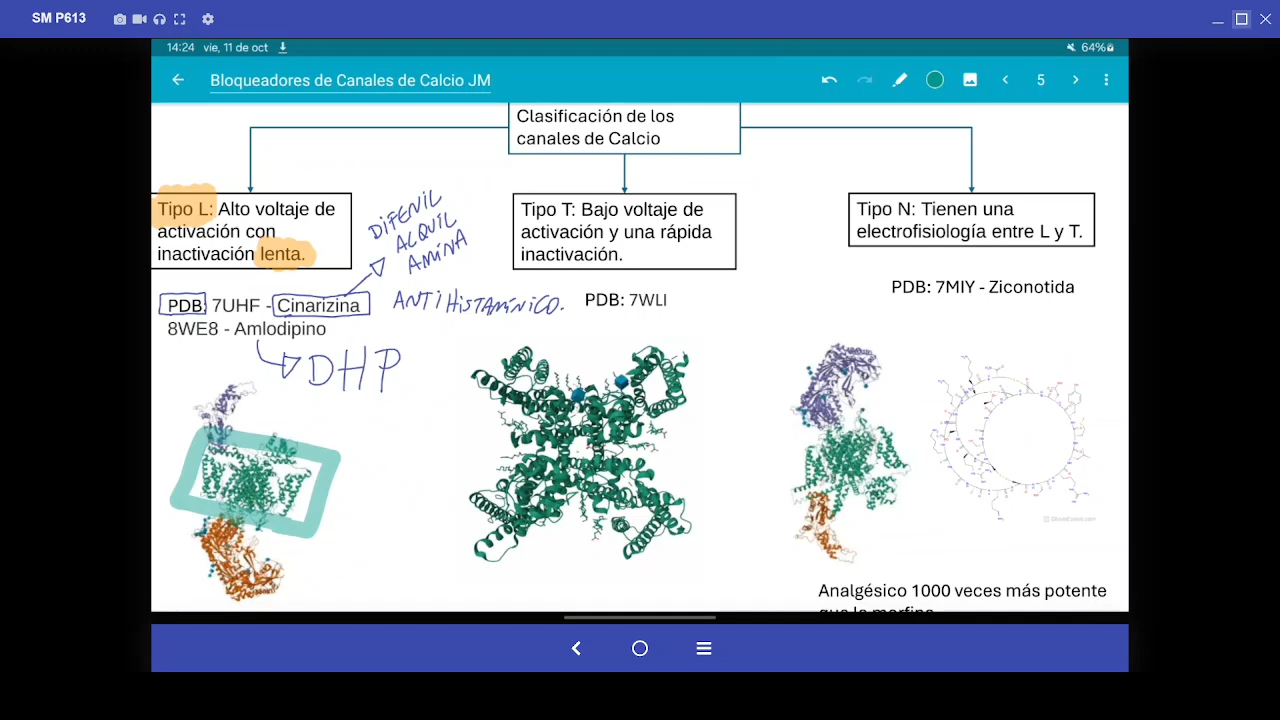 SM P613
14:24 vie, 11 de oct
64%
Bloqueadores de Canales de Calcio JM
5
Clasificación de los
canales de Calcio
Tipo L: Alto voltaje de
activación con
inactivación lenta.
DIFENIL
ALQUIL
AMINA
Tipo T: Bajo voltaje de
activación y una rápida
inactivación.
Tipo N: Tienen una
electrofisiología entre L y T.
PDB: 7UHF - Cinarizina
ANTIHISTAMÍNICO.
8WE8 - Amlodipino
DHP
PDB: 7WLI
PDB: 7MIY - Ziconotida
Analgésico 1000 veces más potente
que la morfina